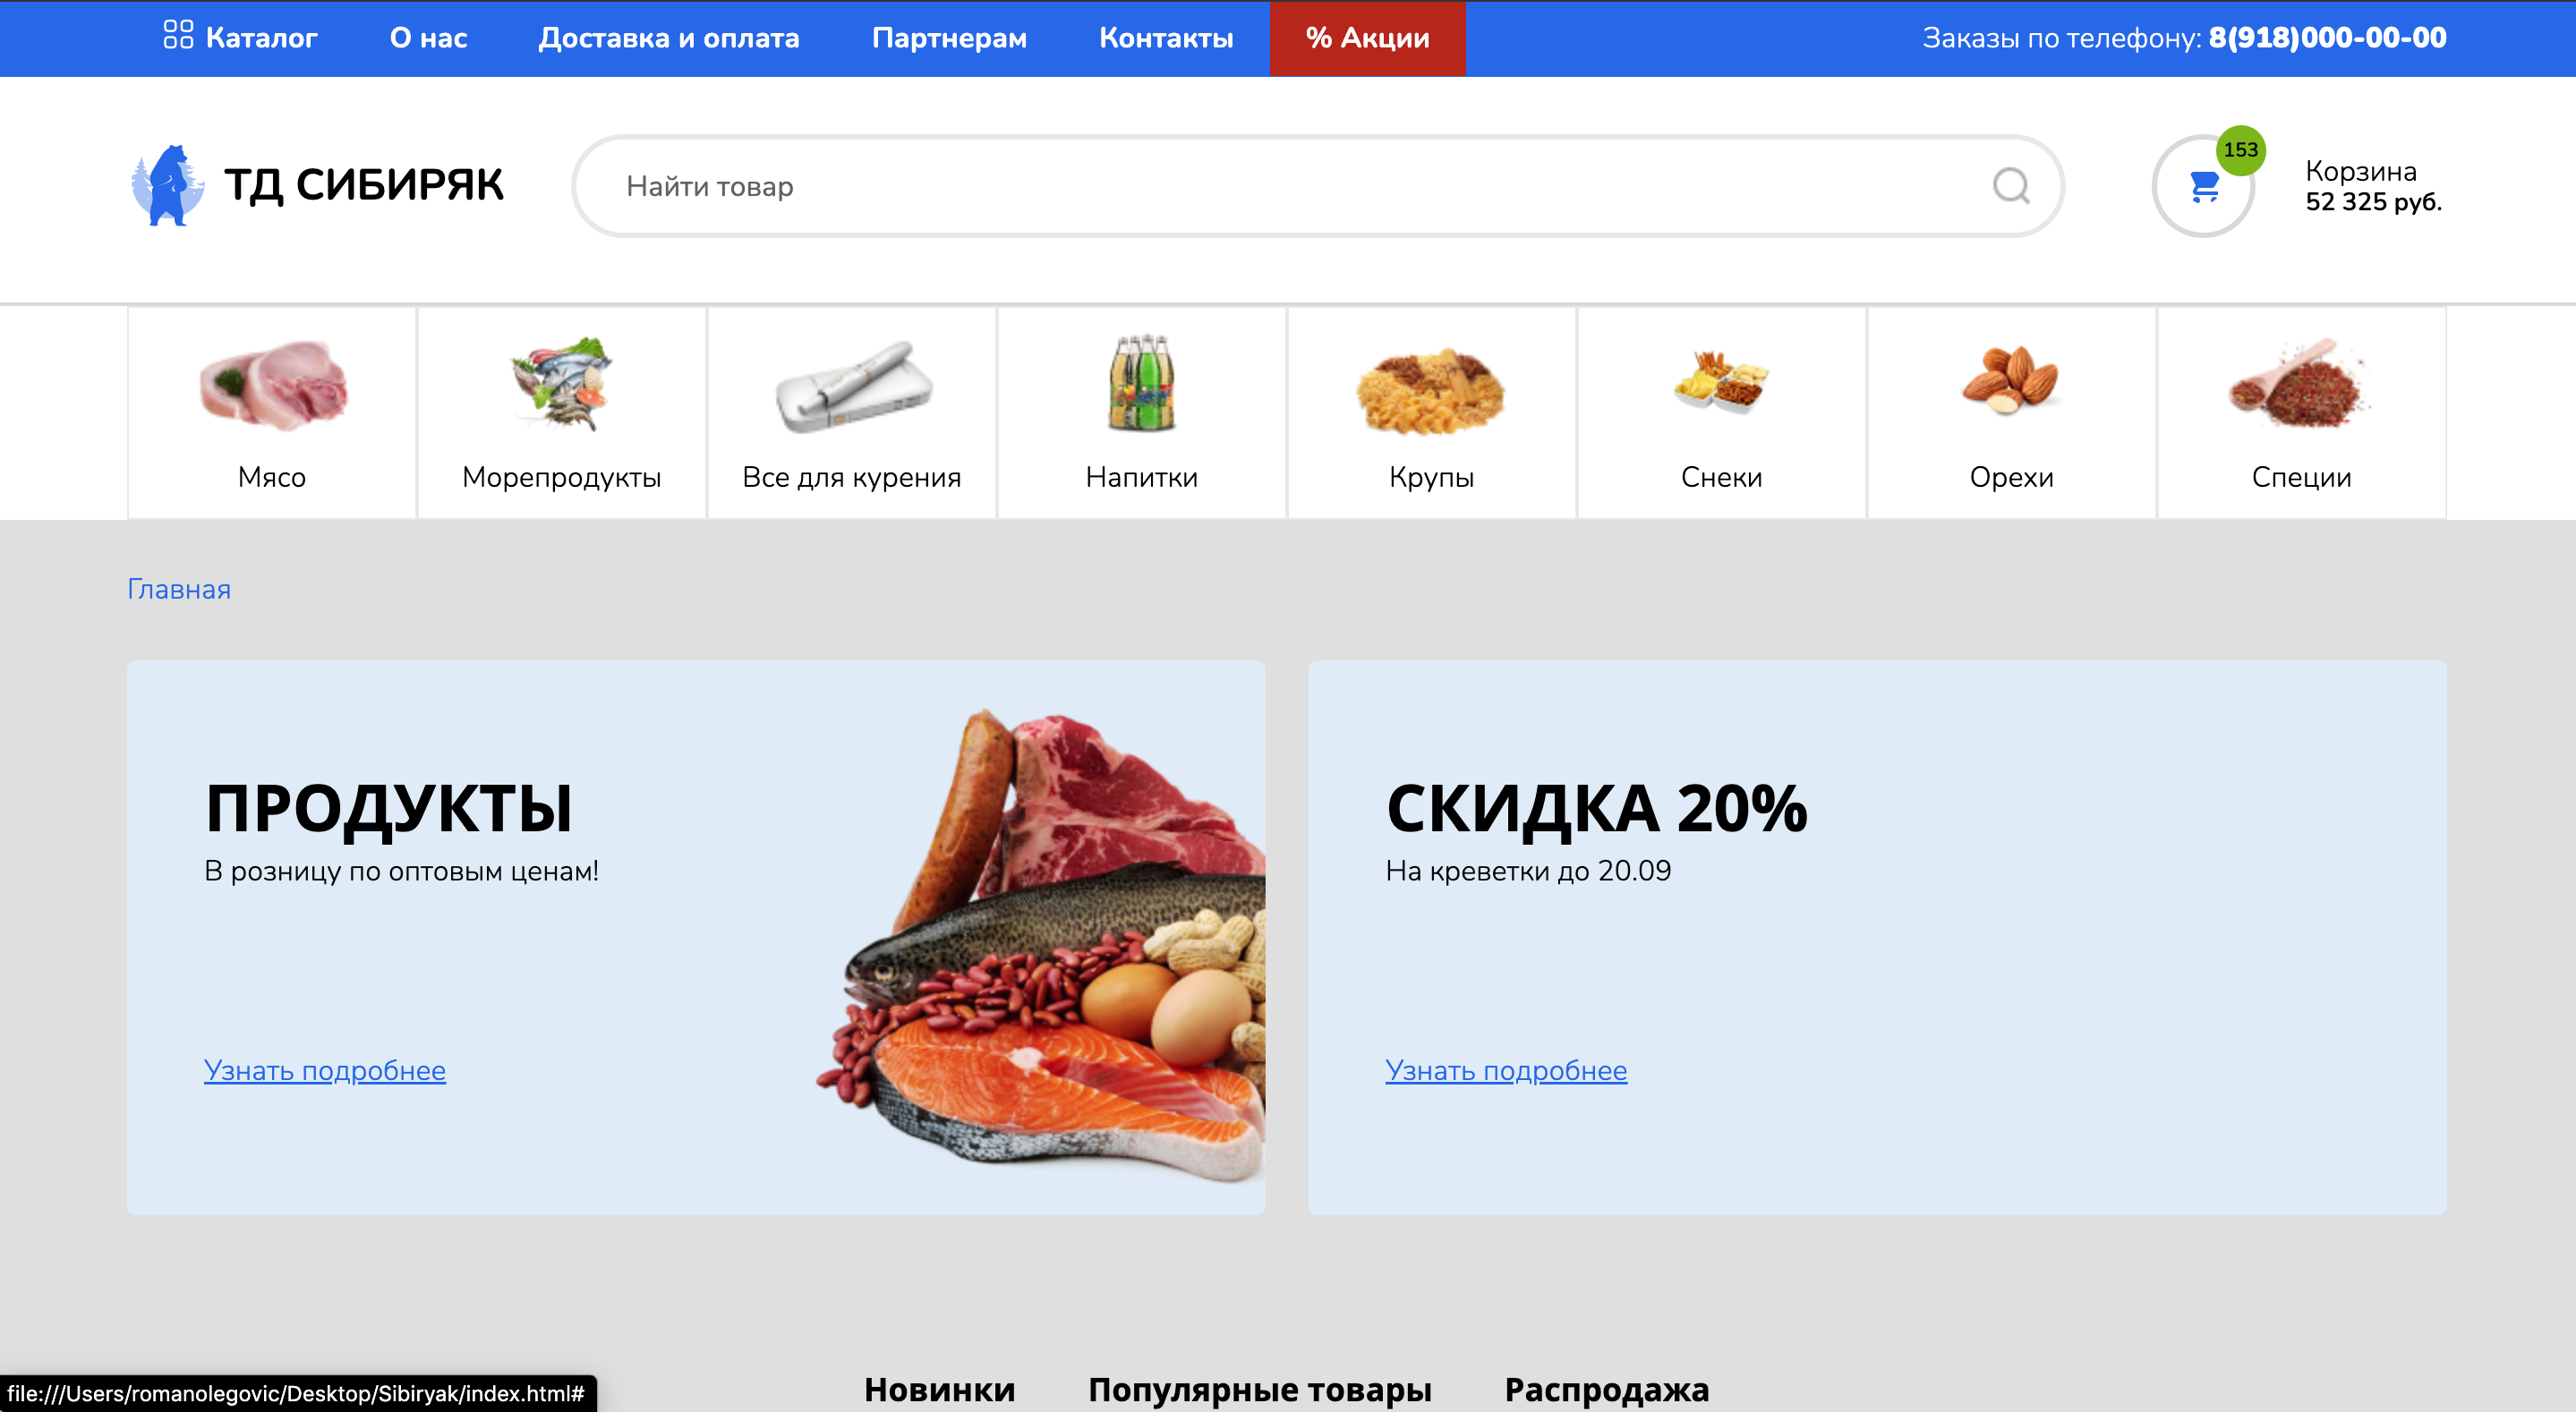 Каталог О нас Доставка и оплата Партнерам Контакты % Акции Заказы по телефону: 8(918)000-00-00
ТД СИБИРЯК Найти товар 153 Корзина
52 325 руб.
Мясо Морепродукты Все для курения Напитки Крупы Снеки Орехи Специи
Главная
ПРОДУКТЫ
В розницу по оптовым ценам!
Узнать подробнее
СКИДКА 20%
На креветки до 20.09
Узнать подробнее
Новинки Популярные товары Распродажа
file:///Users/romanolegovic/Desktop/Sibiryak/index.html#